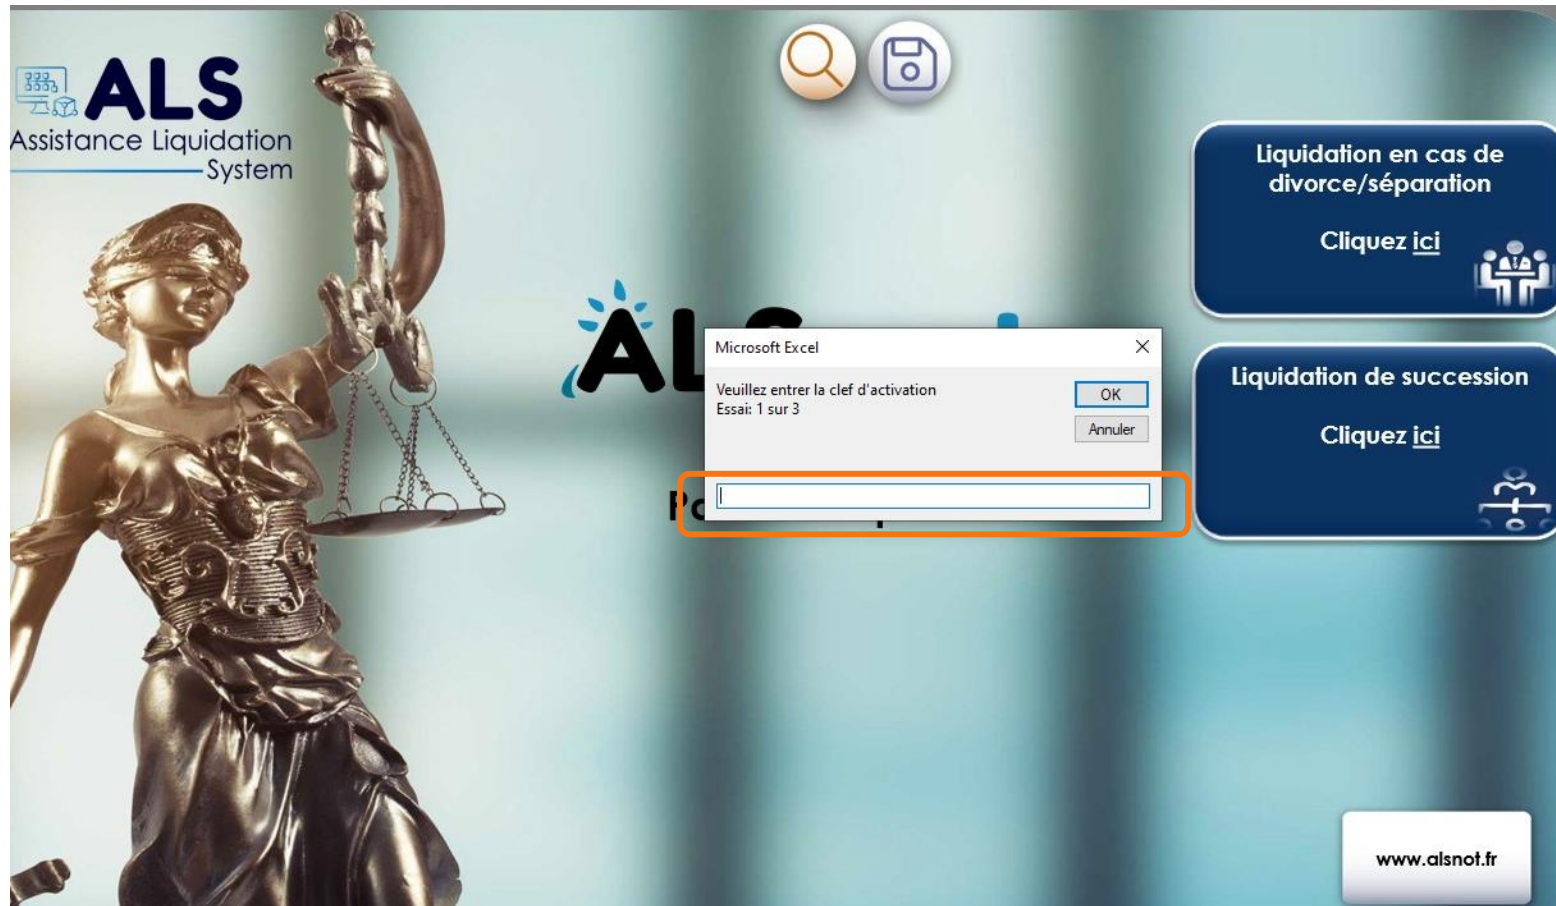 ALS
Assistance Liquidation
System
Liquidation en cas de
divorce/séparation
Cliquez ici
Microsoft Excel
Veuillez entrer la clef d'activation
Essai: 1 sur 3
OK
Annuler
Liquidation de succession
Cliquez ici
www.alsnot.fr